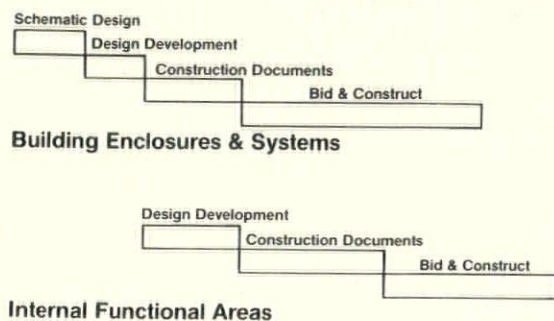 Schematic Design
Design Development
Construction Documents
Bid & Construct
Building Enclosures & Systems
Design Development
Construction Documents
Bid & Construct
Internal Functional Areas